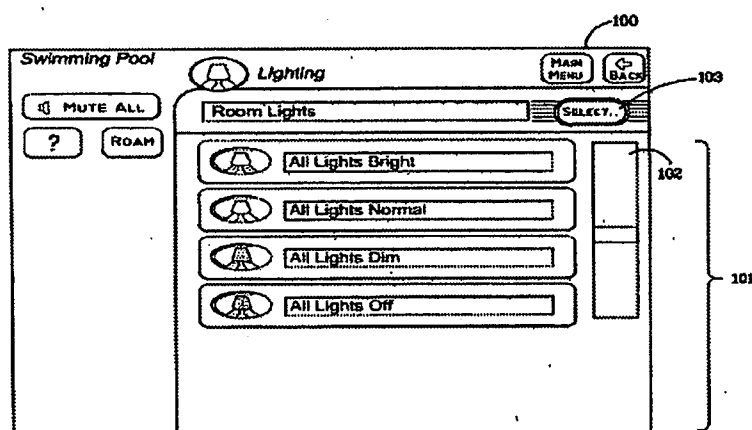 100
Swimming Pool
Lighting
MAIN MENU
BACK
103
MUTE ALL
Room Lights
SELECT..
?
ROAM
All Lights Bright
102
All Lights Normal
All Lights Dim
101
All Lights Off